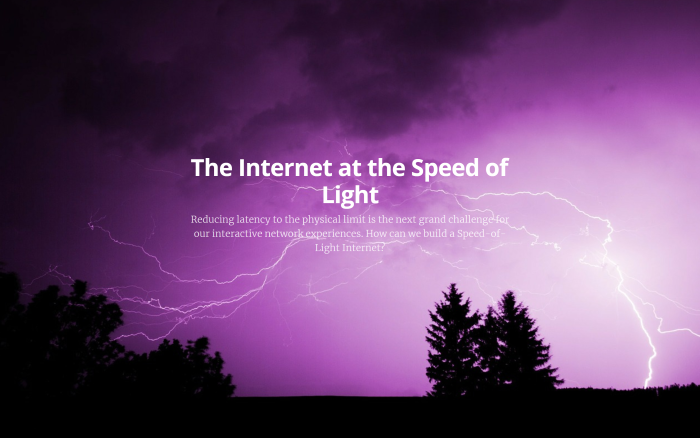 The Internet at the Speed of
Light
Reducing latency to the physical limit is the next grand challenge for
our interactive network experiences. How can we build a Speed-of-
Light Internet?